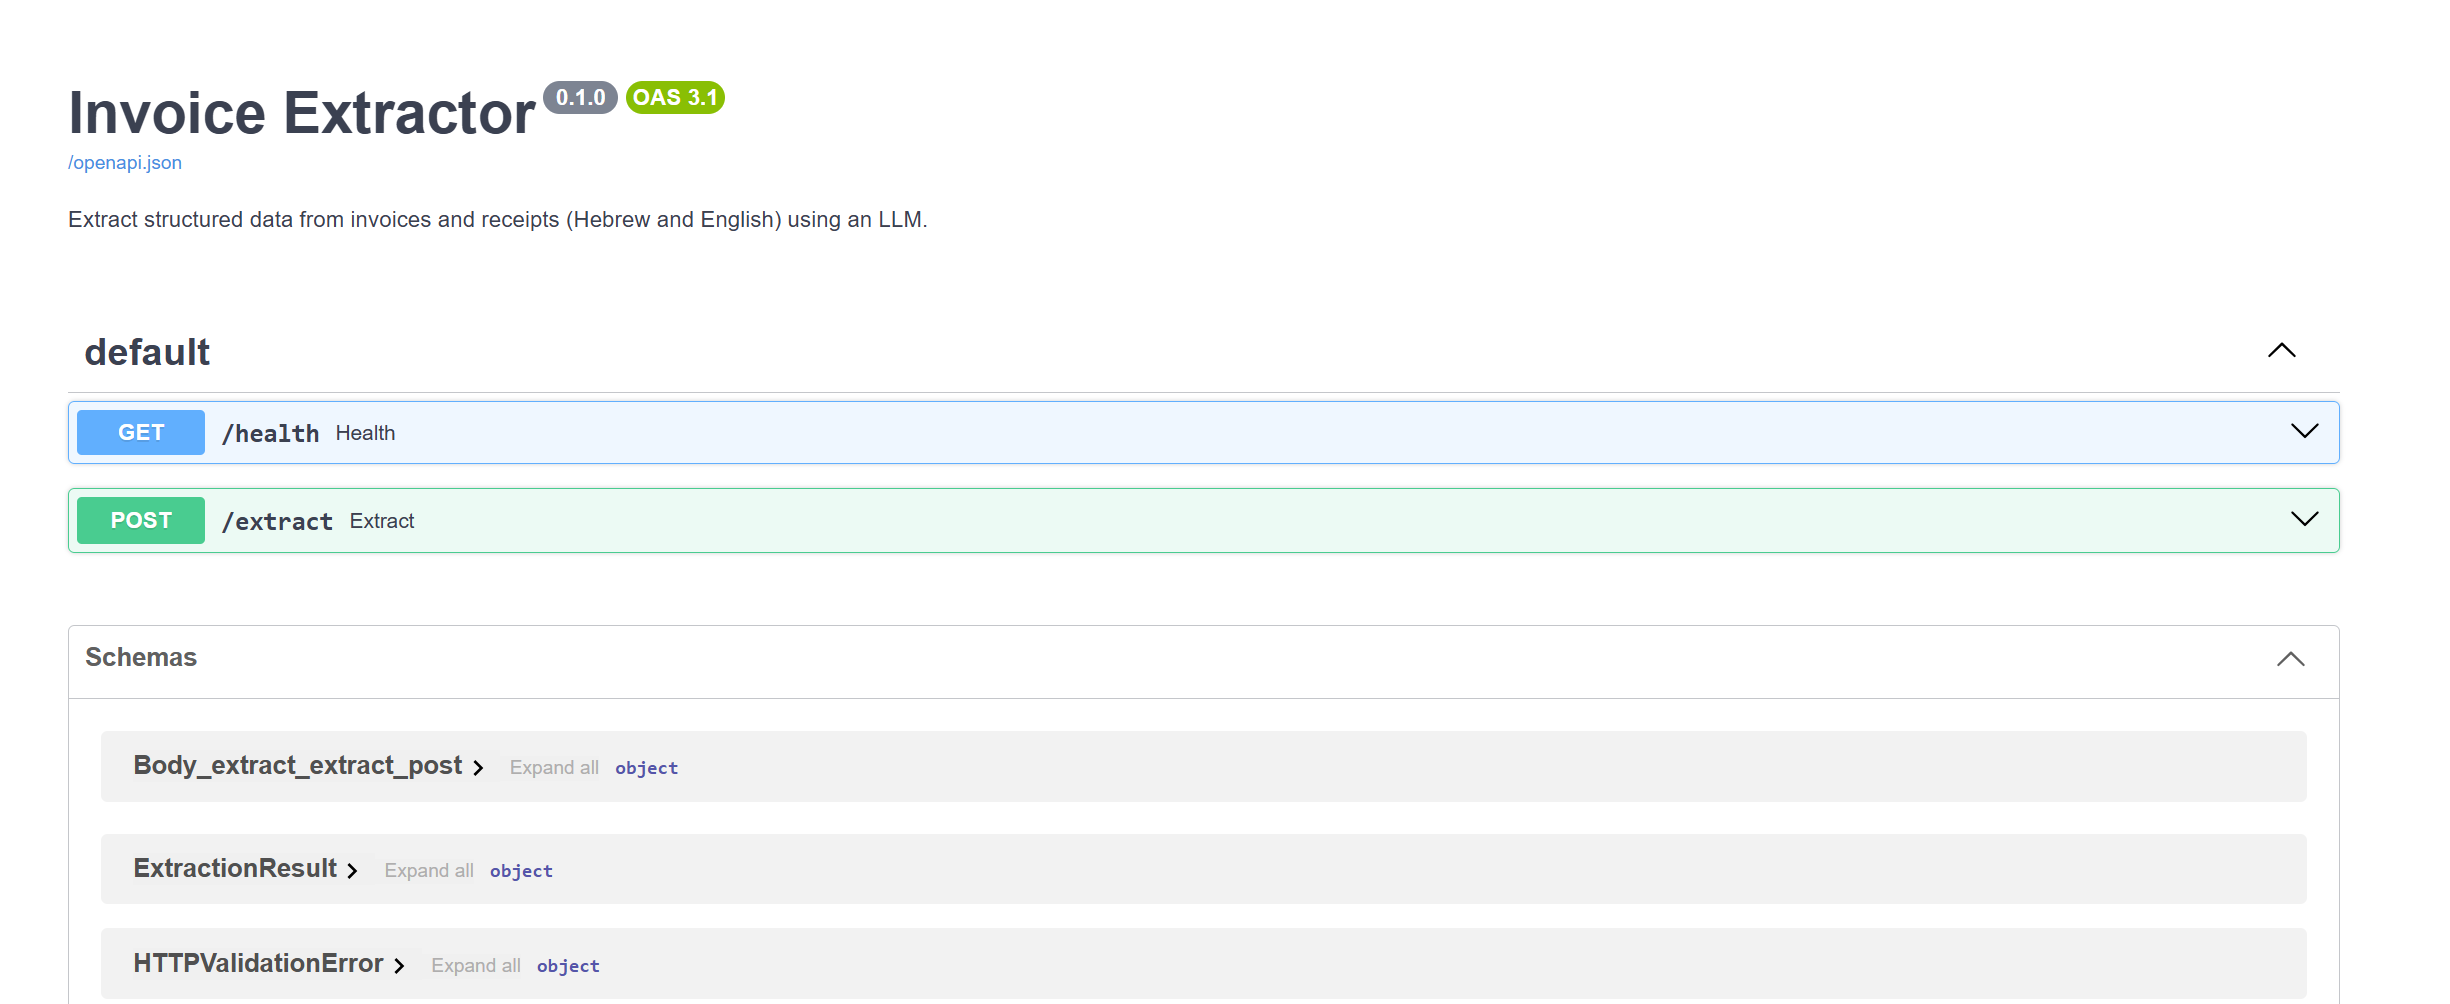 Invoice Extractor 0.1.0 OAS 3.1
/openapi.json
Extract structured data from invoices and receipts (Hebrew and English) using an LLM.
default
GET /health Health
POST /extract Extract
Schemas
Body_extract_extract_post Expand all object
ExtractionResult Expand all object
HTTPValidationError Expand all object